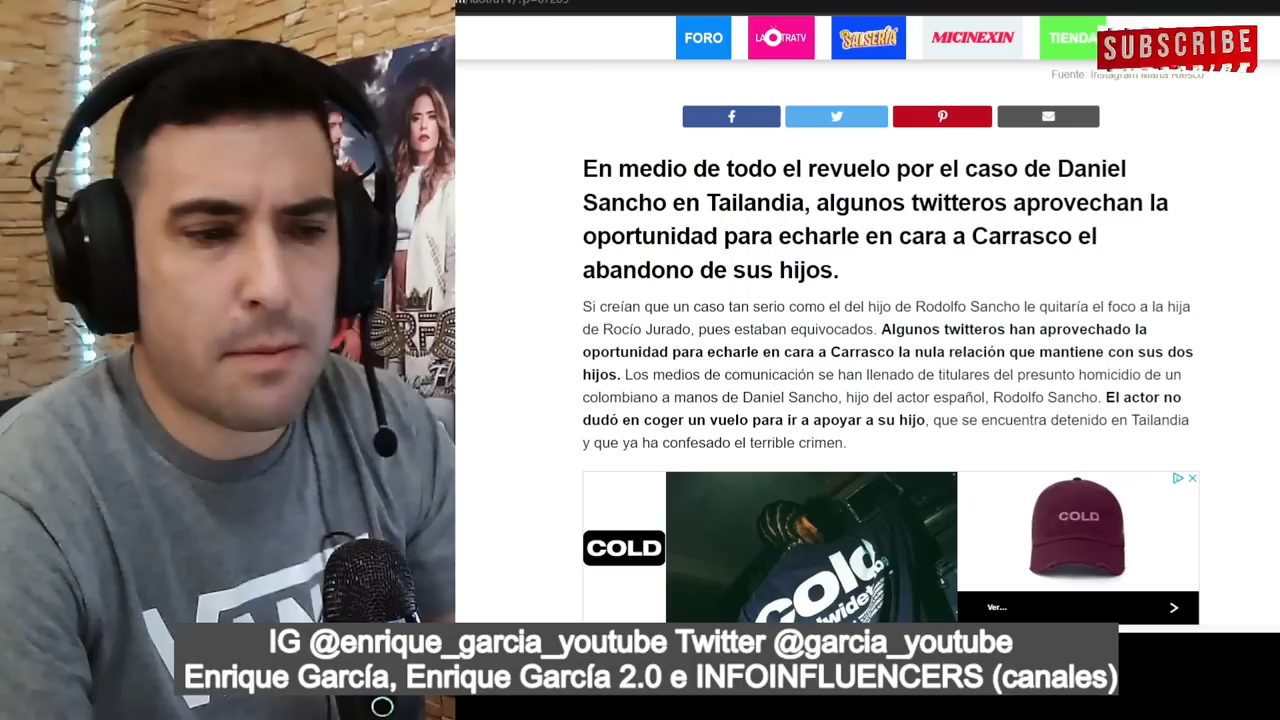 FORO
LA OTRATV
SALSERÍA
MICINEXIN
TIENDA
SUBSCRIBE
Fuente: Instagram Marta Riesco
En medio de todo el revuelo por el caso de Daniel
Sancho en Tailandia, algunos twitteros aprovechan la
oportunidad para echarle en cara a Carrasco el
abandono de sus hijos.
Si creían que un caso tan serio como el del hijo de Rodolfo Sancho le quitaría el foco a la hija
de Rocío Jurado, pues estaban equivocados. Algunos twitteros han aprovechado la
oportunidad para echarle en cara a Carrasco la nula relación que mantiene con sus dos
hijos. Los medios de comunicación se han llenado de titulares del presunto homicidio de un
colombiano a manos de Daniel Sancho, hijo del actor español, Rodolfo Sancho. El actor no
dudó en coger un vuelo para ir a apoyar a su hijo, que se encuentra detenido en Tailandia
y que ya ha confesado el terrible crimen.
COLD
Cold
COLD
Ver...
IG @enrique_garcia_youtube Twitter @garcia_youtube
Enrique García, Enrique García 2.0 e INFOINFLUENCERS (canales)